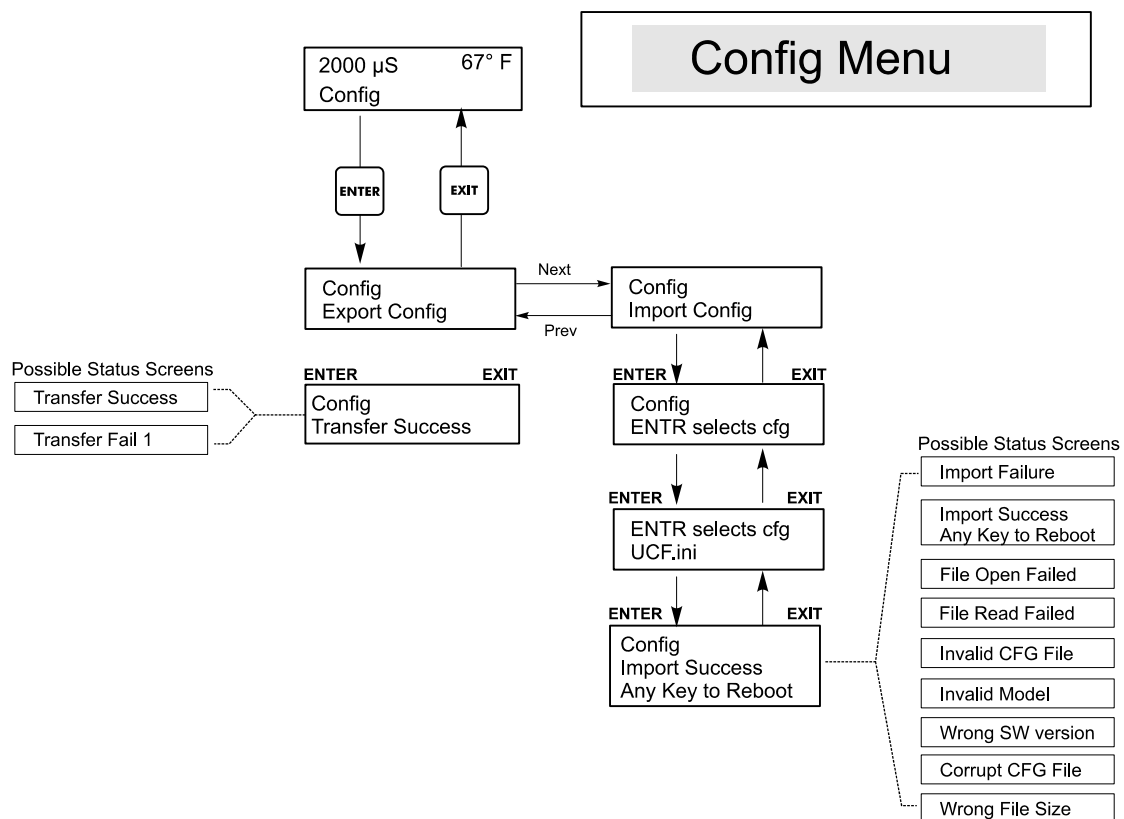 Config Menu
2000 µS 67° F
Config
ENTER
EXIT
Config
Export Config
Next
Prev
Config
Import Config
Possible Status Screens
Transfer Success
Transfer Fail 1
ENTER EXIT
Config
Transfer Success
ENTER EXIT
Config
ENTR selects cfg
ENTER EXIT
ENTR selects cfg
UCF.ini
ENTER EXIT
Config
Import Success
Any Key to Reboot
Possible Status Screens
Import Failure
Import Success
Any Key to Reboot
File Open Failed
File Read Failed
Invalid CFG File
Invalid Model
Wrong SW version
Corrupt CFG File
Wrong File Size